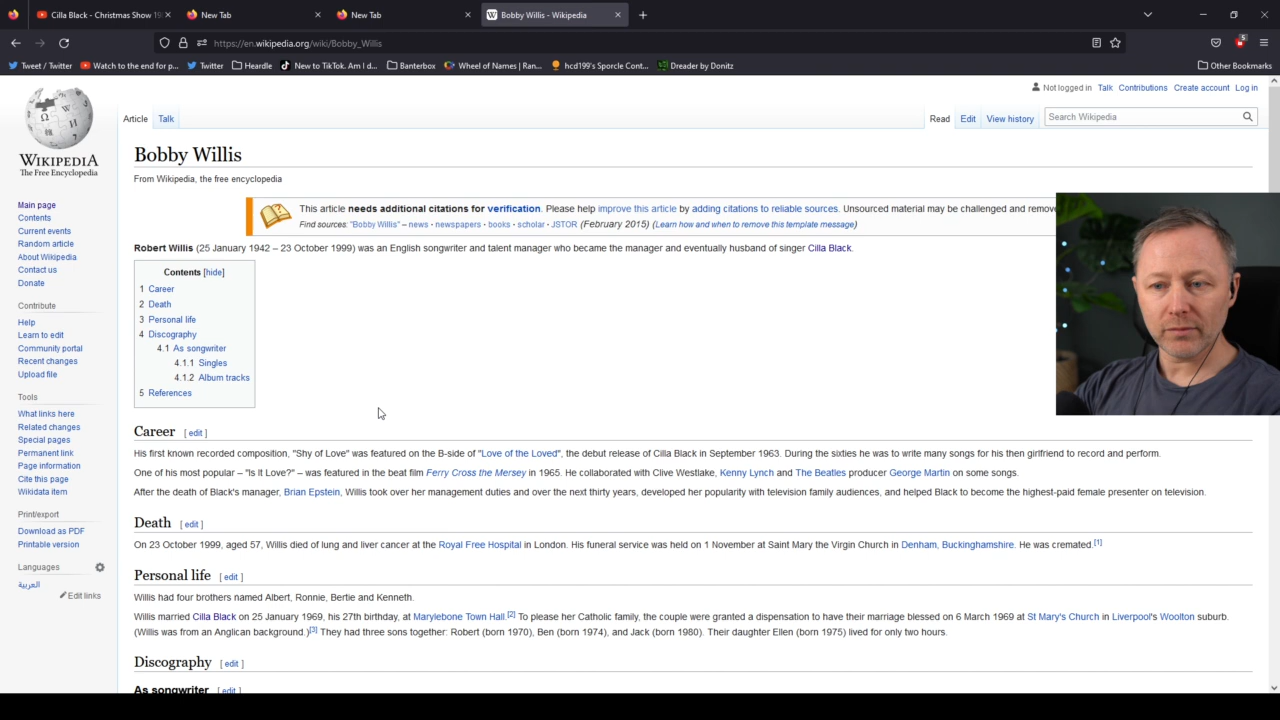 Cilla Black - Christmas Show 19
New Tab
New Tab
Bobby Willis - Wikipedia
https://en.wikipedia.org/wiki/Bobby_Willis
5
Tweet / Twitter
Watch to the end for p...
Twitter
Heardle
New to TikTok. Am I d...
Banterbox
Wheel of Names | Ran...
hcd199's Sporcle Cont...
Dreader by Donitz
Other Bookmarks
Not logged in Talk Contributions Create account Log in
Article Talk
Read Edit View history
Search Wikipedia
WIKIPEDIA
The Free Encyclopedia
Main page
Contents
Current events
Random article
About Wikipedia
Contact us
Donate
Contribute
Help
Learn to edit
Community portal
Recent changes
Upload file
Tools
What links here
Related changes
Special pages
Permanent link
Page information
Cite this page
Wikidata item
Print/export
Download as PDF
Printable version
Languages
العربية
Edit links
Bobby Willis
From Wikipedia, the free encyclopedia
This article needs additional citations for verification. Please help improve this article by adding citations to reliable sources. Unsourced material may be challenged and
Find sources: "Bobby Willis" – news · newspapers · books · scholar · JSTOR (February 2015) (Learn how and when to remove this template message)
Robert Willis (25 January 1942 – 23 October 1999) was an English songwriter and talent manager who became the manager and eventually husband of singer Cilla Black.
Contents [hide]
1 Career
2 Death
3 Personal life
4 Discography
4.1 As songwriter
4.1.1 Singles
4.1.2 Album tracks
5 References
Career [ edit ]
His first known recorded composition, "Shy of Love" was featured on the B-side of "Love of the Loved", the debut release of Cilla Black in September 1963. During the sixties he was to write many songs for his then girlfriend to record and perform.
One of his most popular – "Is It Love?" – was featured in the beat film Ferry Cross the Mersey in 1965. He collaborated with Clive Westlake, Kenny Lynch and The Beatles producer George Martin on some songs.
After the death of Black's manager, Brian Epstein, Willis took over her management duties and over the next thirty years, developed her popularity with television family audiences, and helped Black to become the highest-paid female presenter on television.
Death [ edit ]
On 23 October 1999, aged 57, Willis died of lung and liver cancer at the Royal Free Hospital in London. His funeral service was held on 1 November at Saint Mary the Virgin Church in Denham, Buckinghamshire. He was cremated.[1]
Personal life [ edit ]
Willis had four brothers named Albert, Ronnie, Bertie and Kenneth.
Willis married Cilla Black on 25 January 1969, his 27th birthday, at Marylebone Town Hall.[2] To please her Catholic family, the couple were granted a dispensation to have their marriage blessed on 6 March 1969 at St Mary's Church in Liverpool's Woolton suburb.
(Willis was from an Anglican background.)[3] They had three sons together: Robert (born 1970), Ben (born 1974), and Jack (born 1980). Their daughter Ellen (born 1975) lived for only two hours.
Discography [ edit ]
As songwriter [ edit ]